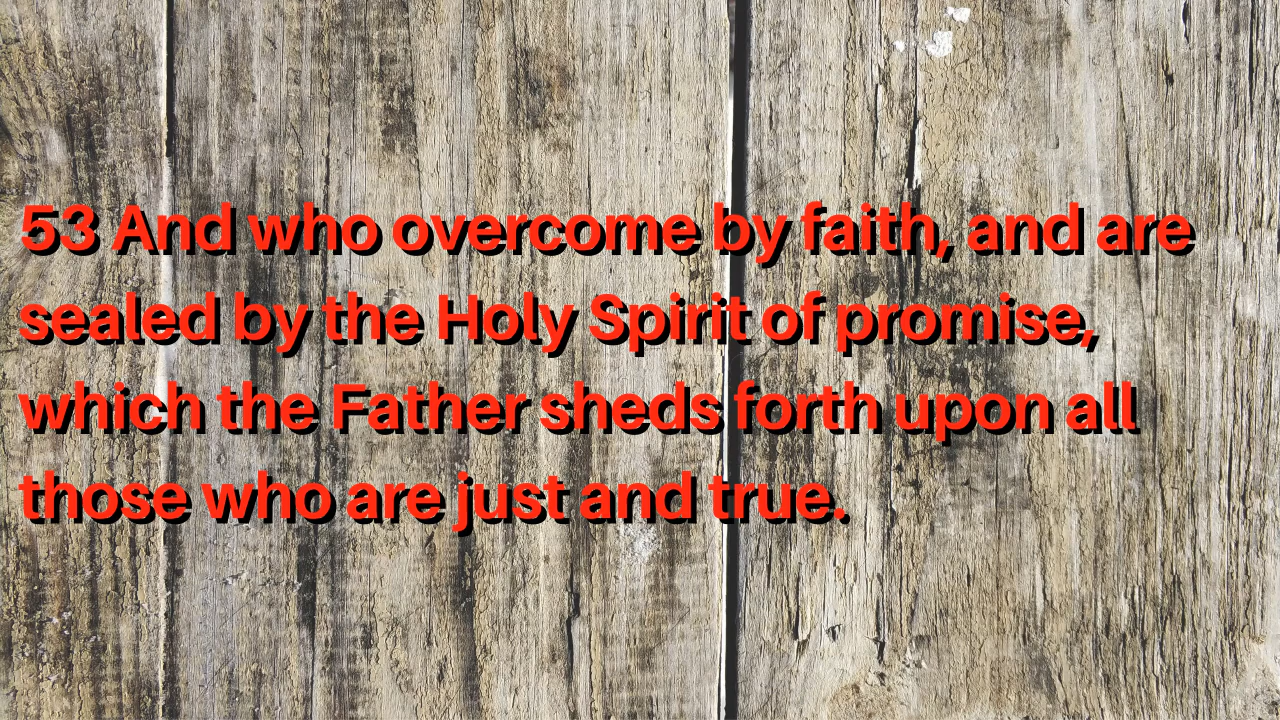 53 And who overcome by faith, and are
sealed by the Holy Spirit of promise,
which the Father sheds forth upon all
those who are just and true.